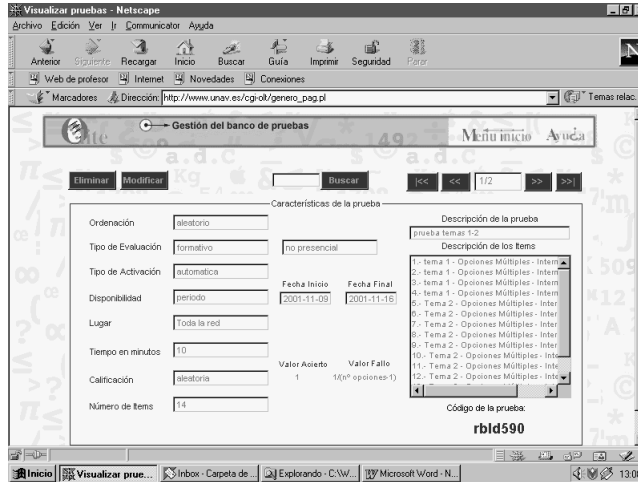 Visualizar pruebas - Netscape
Archivo Edición Ver Ir Communicator Ayuda
Anterior Siguiente Recargar Inicio Buscar Guía Imprimir Seguridad Parar
Web de profesor Internet Novedades Conexiones
Marcadores Dirección: http://www.unav.es/cgi-olt/genero_pag.pl Temas relac.
Gestión del banco de pruebas
Menu inicio Ayuda
Eliminar Modificar Buscar |<< << 1/2 >> >>|
Características de la prueba
Ordenación aleatorio
Tipo de Evaluación formativo no presencial
Tipo de Activación automatica
Disponibilidad periodo
Fecha Inicio Fecha Final
2001-11-09 2001-11-16
Lugar Toda la red
Tiempo en minutos 10
Calificación aleatoria
Valor Acierto Valor Fallo
1 1/(nº opciones-1)
Número de Items 14
Descripción de la prueba
prueba temas 1-2
Descripción de los Items
1.- tema 1 - Opciones Múltiples - Intern
2.- tema 1 - Opciones Múltiples - Intern
3.- tema 1 - Opciones Múltiples - Intern
4.- tema 1 - Opciones Múltiples - Intern
5.- Tema 2 - Opciones Múltiples - Inter
6.- Tema 2 - Opciones Múltiples - Inter
7.- Tema 2 - Opciones Múltiples - Inter
8.- Tema 2 - Opciones Múltiples - Inter
9.- Tema 2 - Opciones Múltiples - Inter
10.- Tema 2 - Opciones Múltiples - Inte
11.- Tema 2 - Opciones Múltiples - Inte
12.- Tema 2 - Opciones Múltiples - Inte
Código de la prueba:
rbld590
Inicio Visualizar prue... Inbox - Carpeta de ... Explorando - C:\W... Microsoft Word - N... 13:0